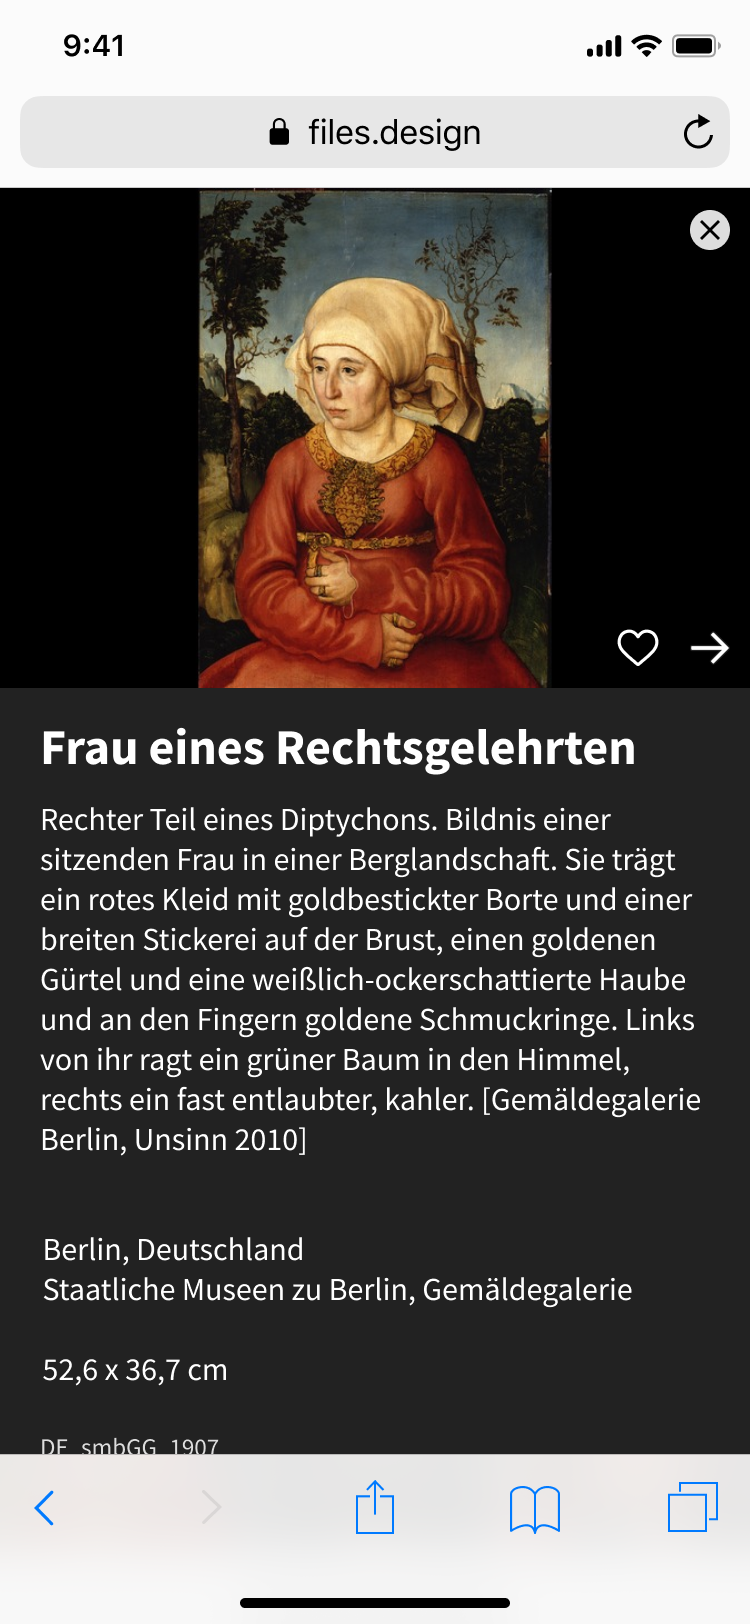 9:41
files.design
Frau eines Rechtsgelehrten
Rechter Teil eines Diptychons. Bildnis einer
sitzenden Frau in einer Berglandschaft. Sie trägt
ein rotes Kleid mit goldbestickter Borte und einer
breiten Stickerei auf der Brust, einen goldenen
Gürtel und eine weißlich-ockerschattierte Haube
und an den Fingern goldene Schmuckringe. Links
von ihr ragt ein grüner Baum in den Himmel,
rechts ein fast entlaubter, kahler. [Gemäldegalerie
Berlin, Unsinn 2010]
Berlin, Deutschland
Staatliche Museen zu Berlin, Gemäldegalerie
52,6 x 36,7 cm
DE_smbGG_1907